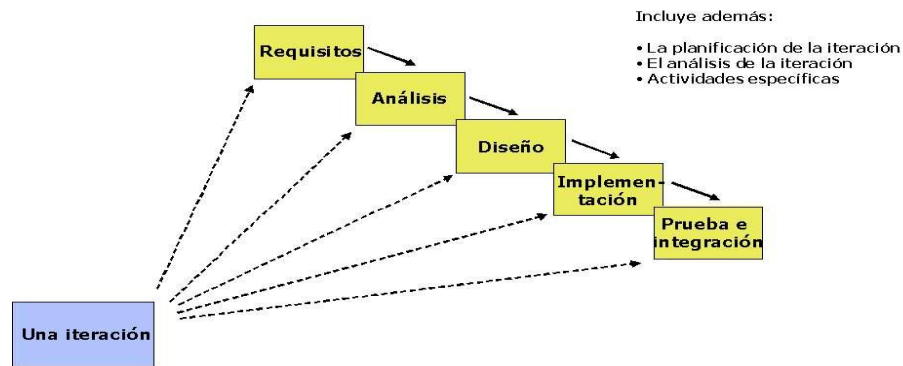 Incluye además:
• La planificación de la iteración
• El análisis de la iteración
• Actividades específicas
Requisitos
Análisis
Diseño
Implemen-
tación
Prueba e
integración
Una iteración